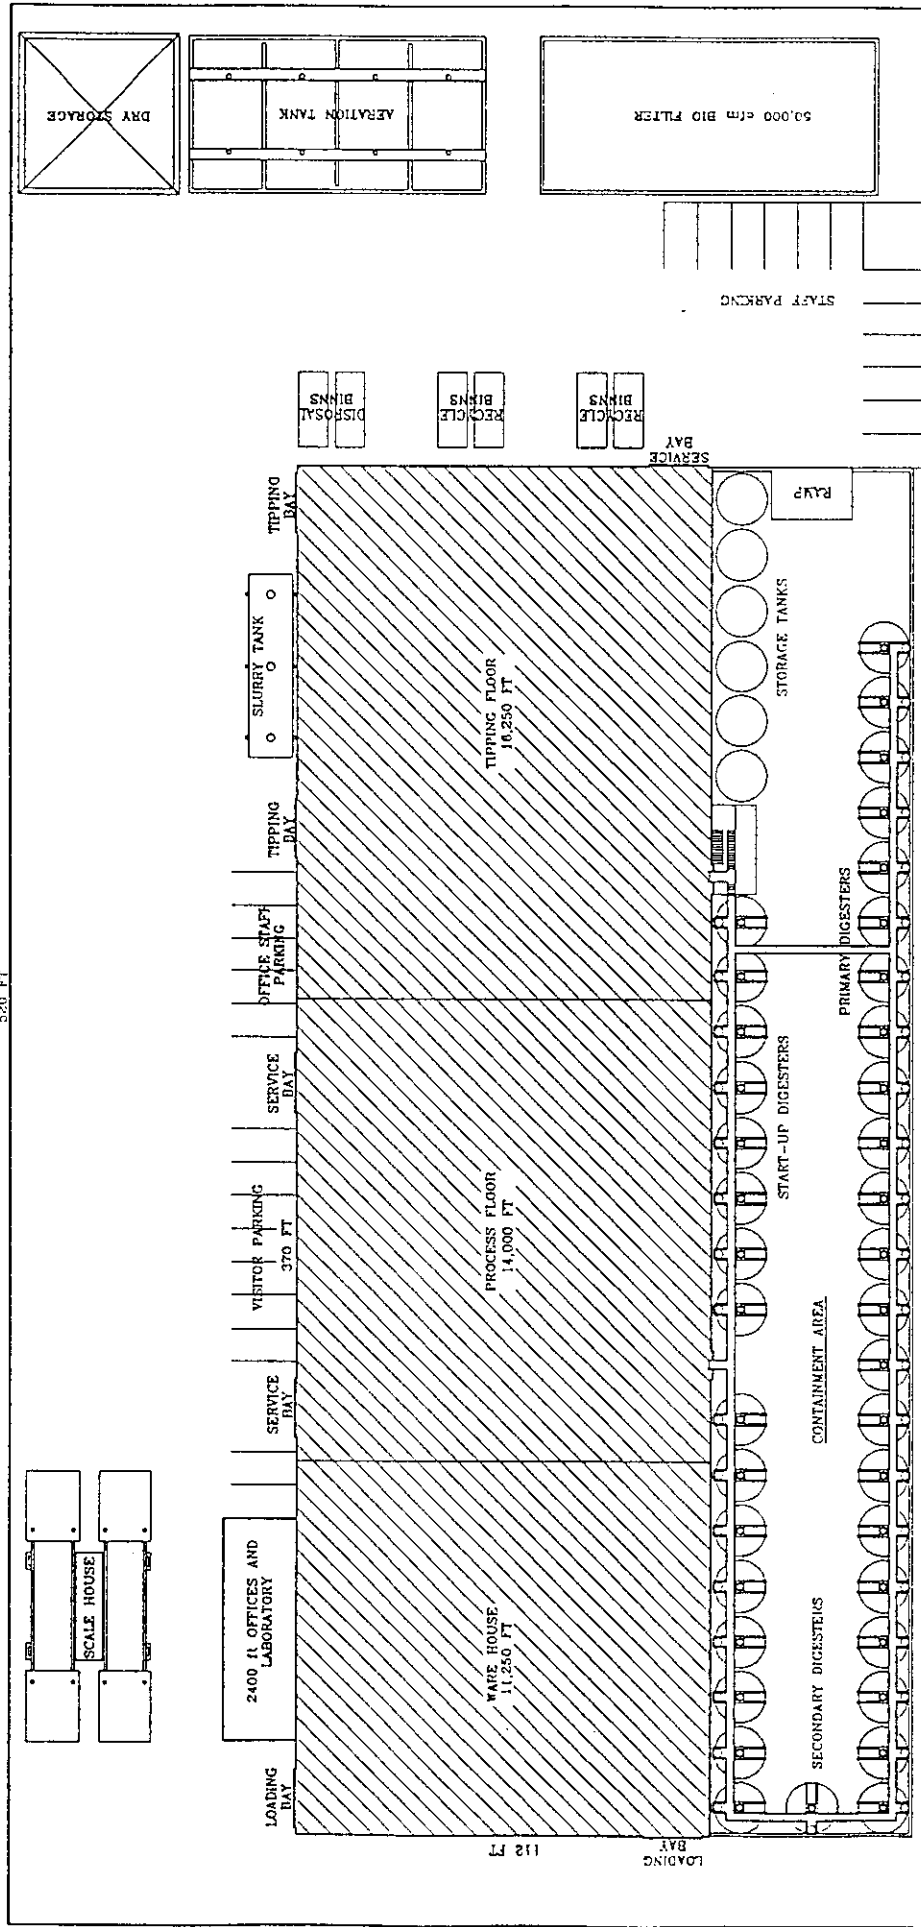 DRY STORAGE
AERATION TANK
50,000 cfm BIO FILTER
STAFF PARKING
DISPOSAL
BINNS
RECYCLE
BINNS
RECYCLE
BINNS
SERVICE
BAY
TIPPING
BAY
SLURRY TANK
TIPPING
BAY
OFFICE STAFF
PARKING
SERVICE
BAY
VISITOR PARKING
370 FT
SERVICE
BAY
SCALE HOUSE
2400 ft OFFICES AND
LABORATORY
LOADING
BAY
TIPPING FLOOR
16,250 FT
PROCESS FLOOR
14,000 FT
WARE HOUSE
11,250 FT
112 FT
LOADING
BAY
RAMP
STORAGE TANKS
PRIMARY DIGESTERS
START-UP DIGESTERS
CONTAINMENT AREA
SECONDARY DIGESTERS